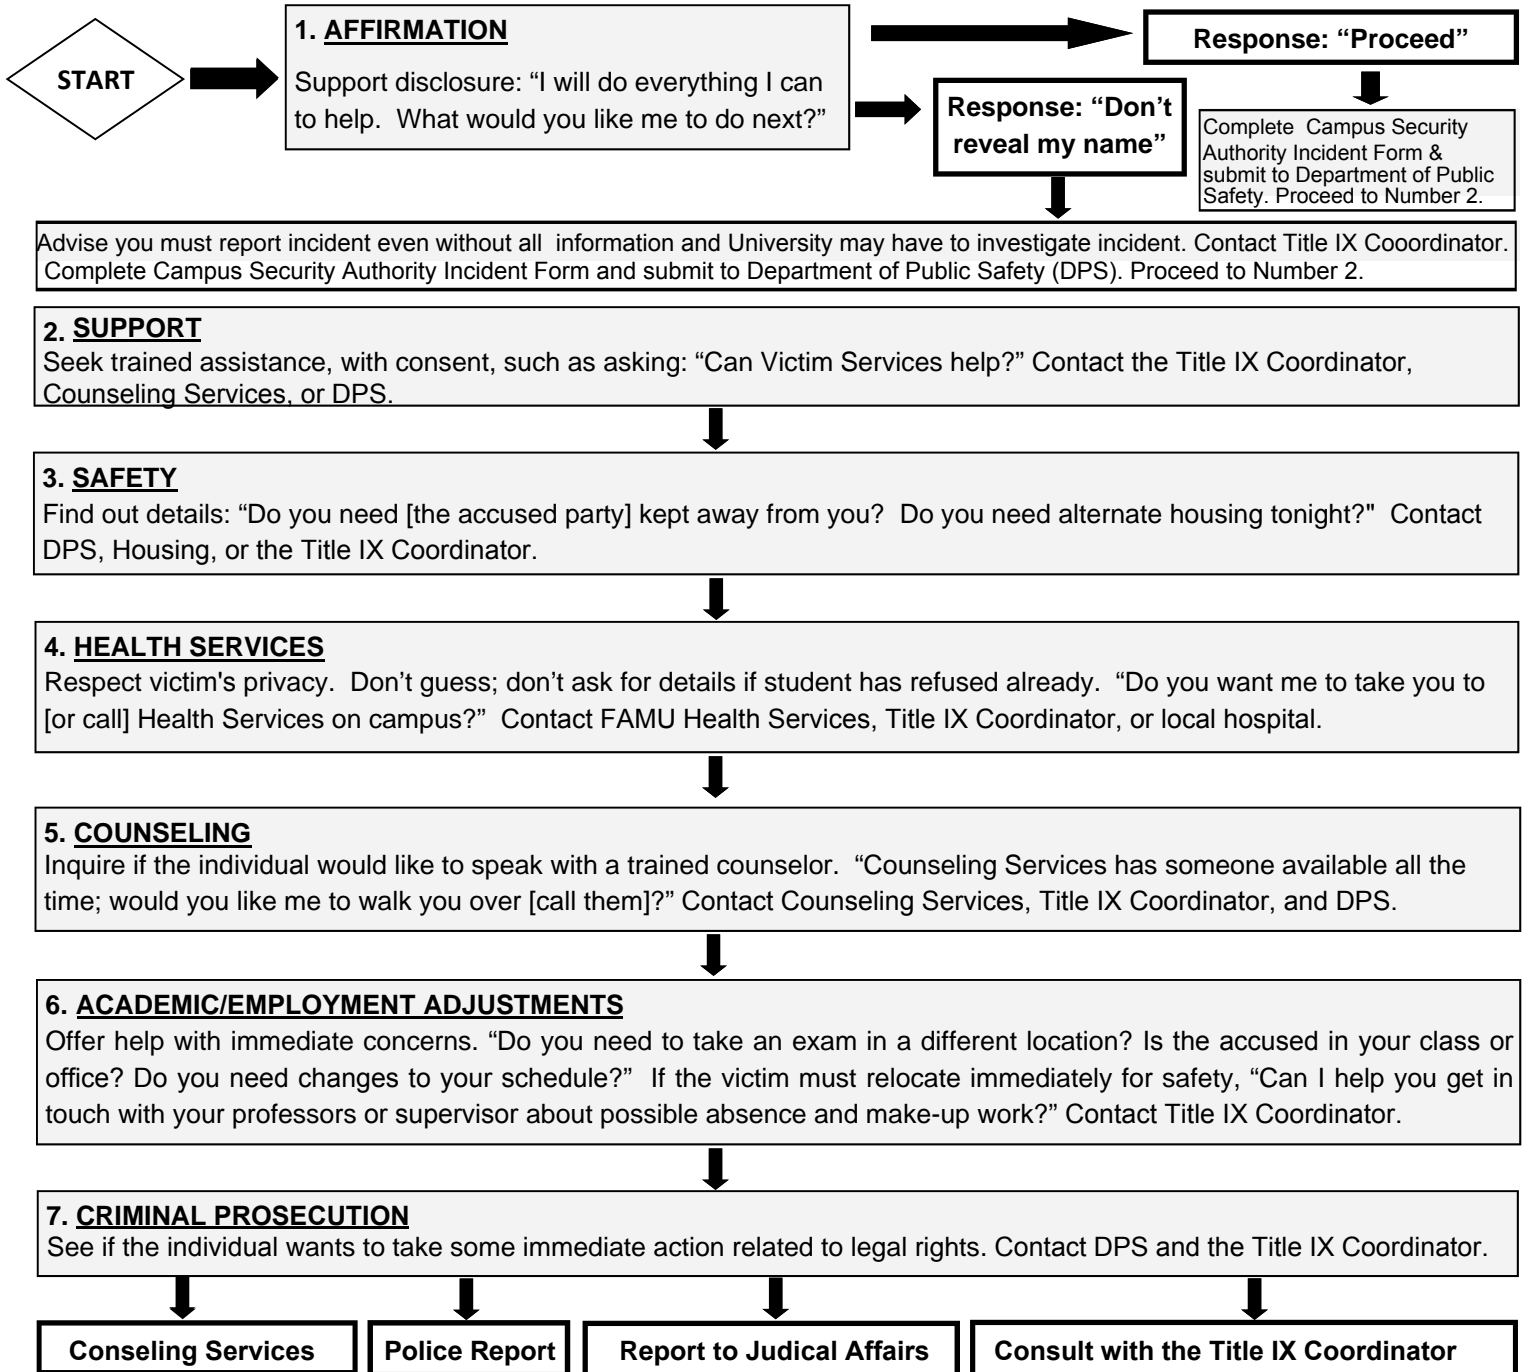 START
1. AFFIRMATION
Support disclosure: “I will do everything I can
to help.  What would you like me to do next?”
Response: “Proceed”
Response: “Don’t
reveal my name”
Complete  Campus Security
Authority Incident Form &
submit to Department of Public
Safety. Proceed to Number 2.
Advise you must report incident even without all  information and University may have to investigate incident. Contact Title IX Cooordinator.
Complete Campus Security Authority Incident Form and submit to Department of Public Safety (DPS). Proceed to Number 2.
2. SUPPORT
Seek trained assistance, with consent, such as asking: “Can Victim Services help?” Contact the Title IX Coordinator,
Counseling Services, or DPS.
3. SAFETY
Find out details: “Do you need [the accused party] kept away from you?  Do you need alternate housing tonight?"  Contact
DPS, Housing, or the Title IX Coordinator.
4. HEALTH SERVICES
Respect victim's privacy.  Don’t guess; don’t ask for details if student has refused already.  “Do you want me to take you to
[or call] Health Services on campus?”  Contact FAMU Health Services, Title IX Coordinator, or local hospital.
5. COUNSELING
Inquire if the individual would like to speak with a trained counselor.  “Counseling Services has someone available all the
time; would you like me to walk you over [call them]?” Contact Counseling Services, Title IX Coordinator, and DPS.
6. ACADEMIC/EMPLOYMENT ADJUSTMENTS
Offer help with immediate concerns. “Do you need to take an exam in a different location? Is the accused in your class or
office? Do you need changes to your schedule?”  If the victim must relocate immediately for safety, “Can I help you get in
touch with your professors or supervisor about possible absence and make-up work?” Contact Title IX Coordinator.
7. CRIMINAL PROSECUTION
See if the individual wants to take some immediate action related to legal rights. Contact DPS and the Title IX Coordinator.
Conseling Services
Police Report
Report to Judical Affairs
Consult with the Title IX Coordinator